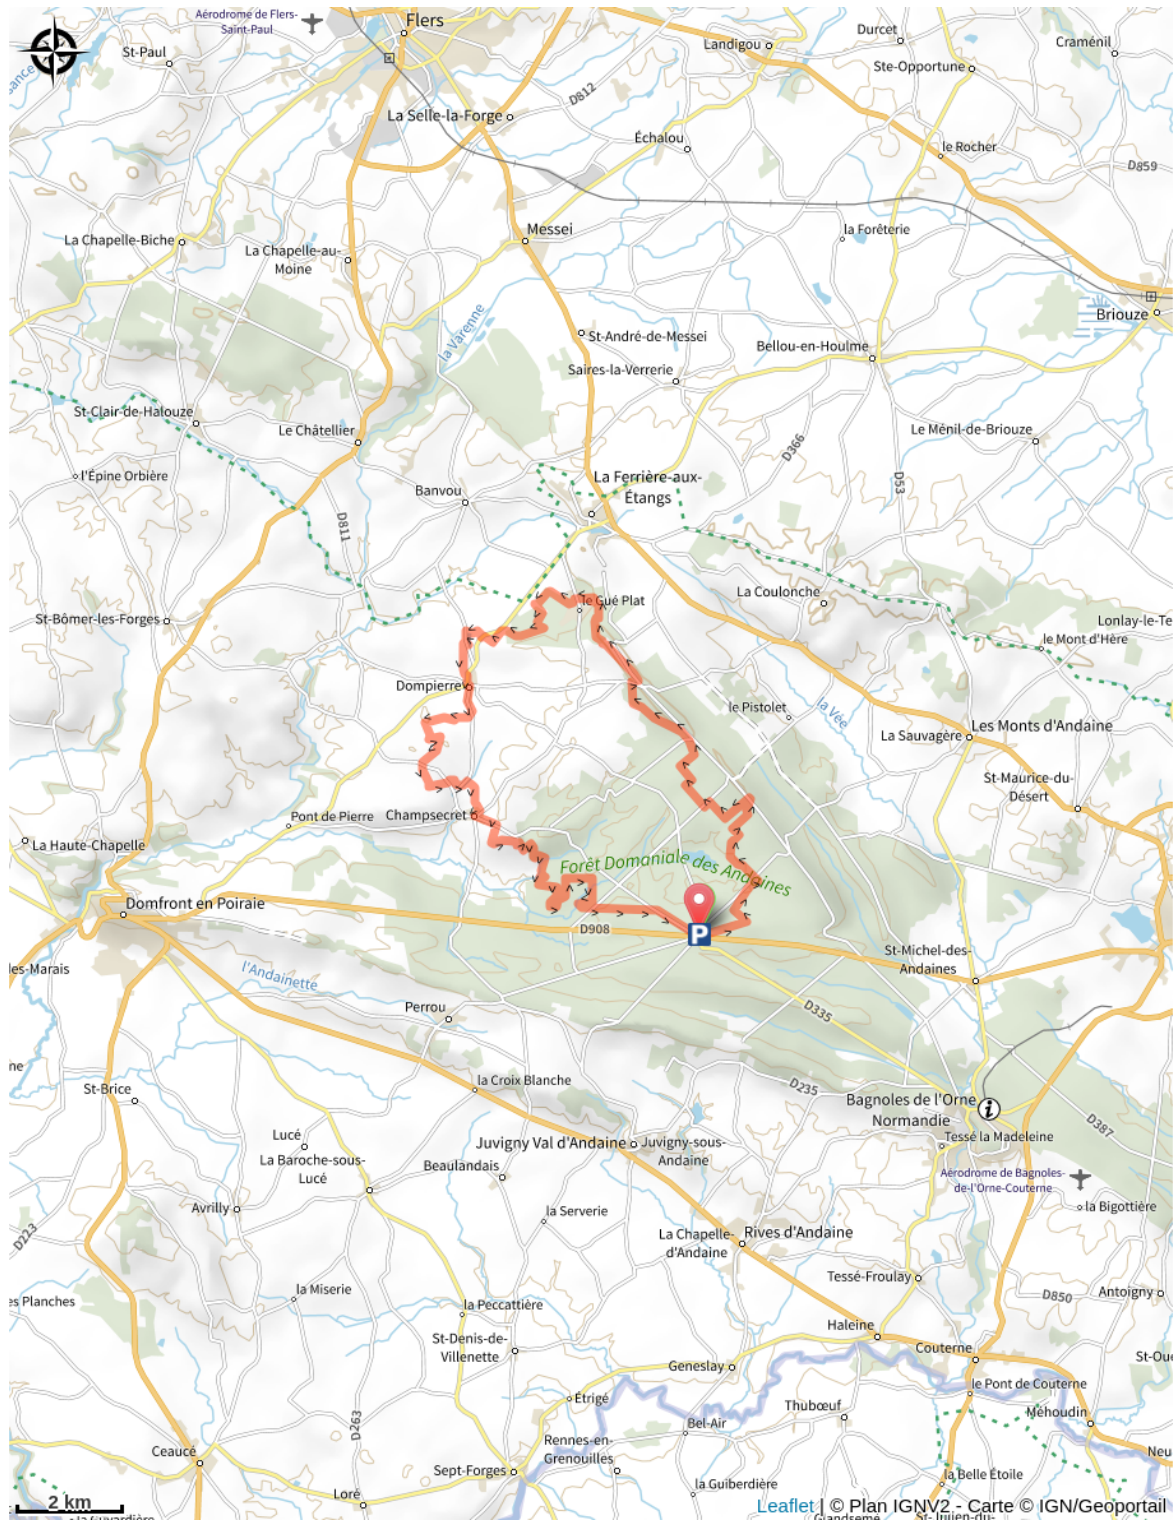 Aérodrome de Flers-
Saint-Paul
Flers
Durcet
Landigou
Craménil
St-Paul
Ste-Opportune
D812
La Selle-la-Forge
Échalou
le Rocher
D859
la Forêterie
Messei
La Chapelle-Biche
La Chapelle-au-
Moine
Briouze
la Varenne
St-André-de-Messei
Bellou-en-Houlme
Saires-la-Verrerie
St-Clair-de-Halouze
Le Châtellier
Le Ménil-de-Briouze
D366
l'Épine Orbière
La Ferrière-aux-
Étangs
D53
Banvou
D811
La Coulonche
le Gué Plat
St-Bômer-les-Forges
Lonlay-le-Te
le Mont d'Hère
Dompierre
le Pistolet
la Vée
Les Monts d'Andaine
La Sauvagère
St-Maurice-du-
Désert
Pont de Pierre
Champsecret
La Haute-Chapelle
Forêt Domaniale des Andaines
Domfront en Poiraie
P
D908
St-Michel-des-
Andaines
des-Marais
l'Andainette
Perrou
D335
ne
St-Brice
la Croix Blanche
D235
Bagnoles de l'Orne
Normandie
i
D387
Lucé
Juvigny Val d'Andaine
Juvigny-sous-
Andaine
Tessé la Madeleine
La Baroche-sous-
Lucé
Beaulandais
Aérodrome de Bagnoles-
de-l'Orne-Couterne
Avrilly
la Serverie
la Bigottière
D223
La Chapelle-
d'Andaine
Rives d'Andaine
Tessé-Froulay
la Miserie
es Planches
la Peccattière
D850
Antoigny
St-Denis-de-
Villenette
Haleine
Couterne
St-Oue
Geneslay
le Pont de Couterne
Étrigé
Thubœuf
Méhoudin
D263
Bel-Air
Ceaucé
Rennes-en-
Grenouilles
Neu
Sept-Forges
la Belle Étoile
la Guiberdière
Loré
2 km
Leaflet | © Plan IGNV2 - Carte © IGN/Geoportail